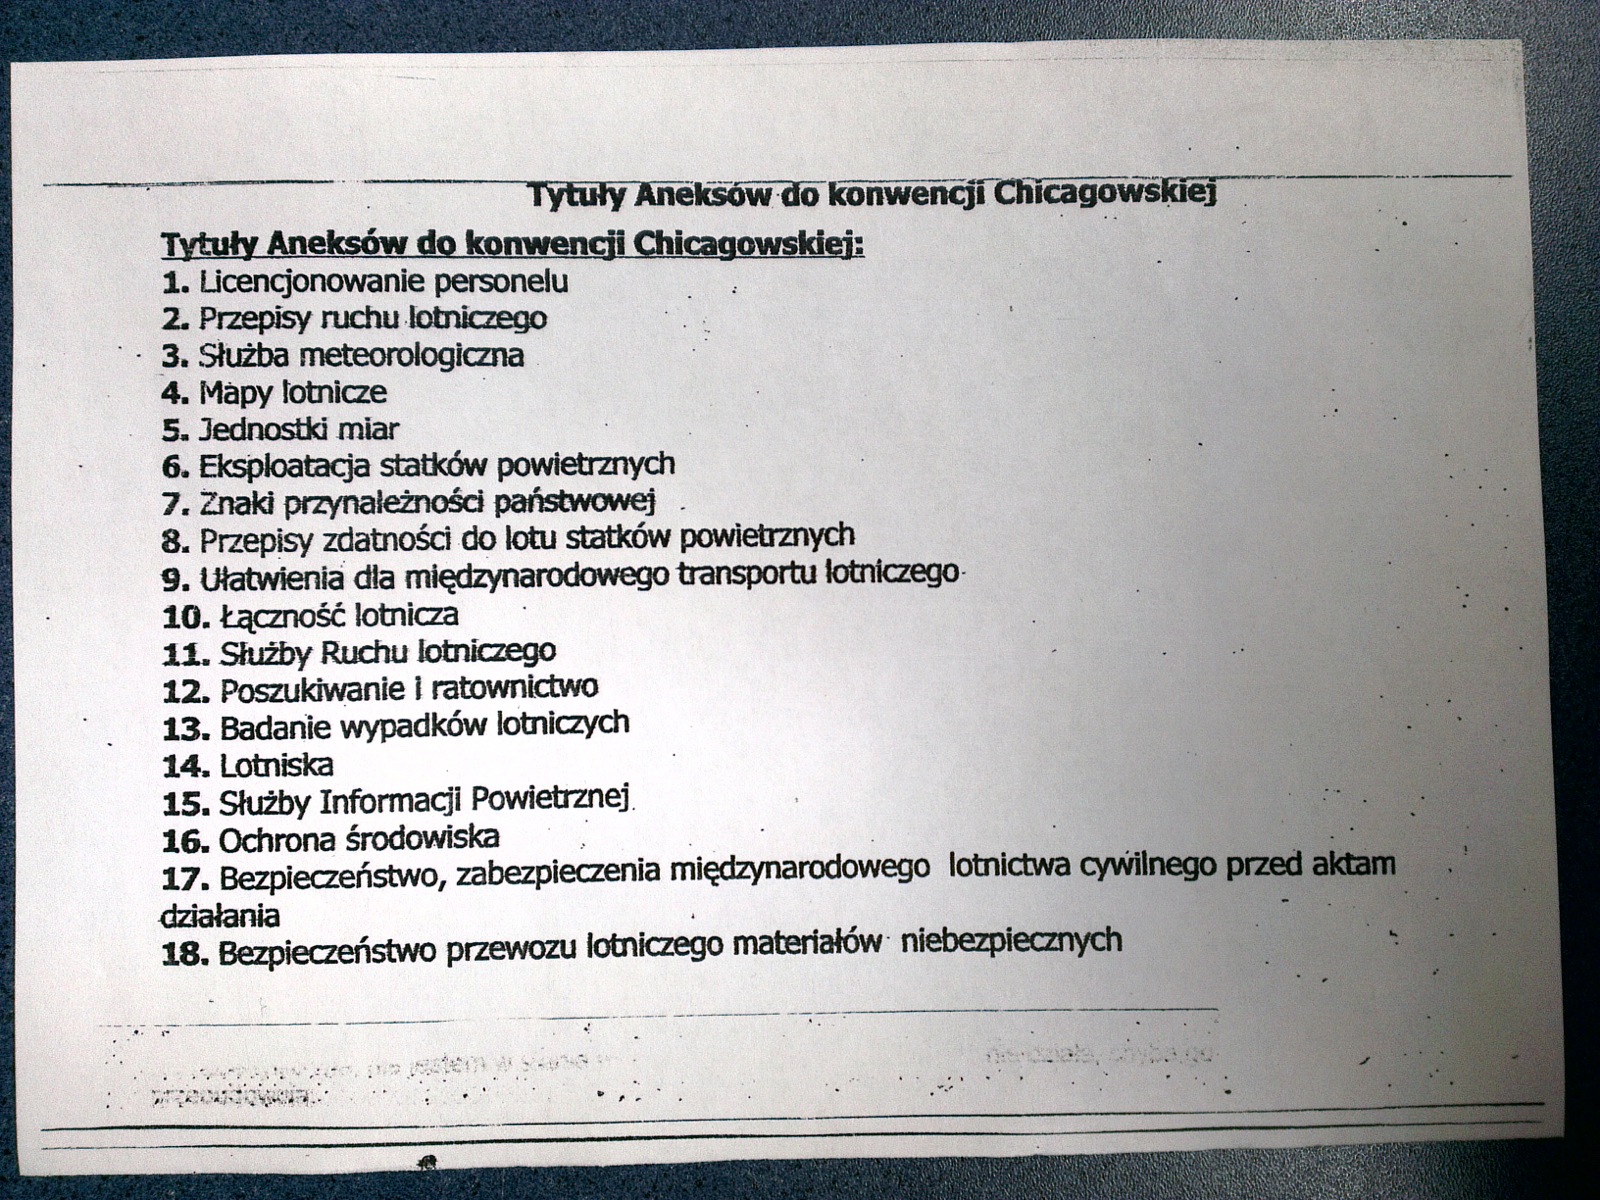 Tytuły Aneksów do konwencji Chicagowskiej
Tytuły Aneksów do konwencji Chicagowskiej:
1. Licencjonowanie personelu
2. Przepisy ruchu lotniczego
3. Służba meteorologiczna
4. Mapy lotnicze
5. Jednostki miar
6. Eksploatacja statków powietrznych
7. Znaki przynależności państwowej
8. Przepisy zdatności do lotu statków powietrznych
9. Ułatwienia dla międzynarodowego transportu lotniczego
10. Łączność lotnicza
11. Służby Ruchu lotniczego
12. Poszukiwanie i ratownictwo
13. Badanie wypadków lotniczych
14. Lotniska
15. Służby Informacji Powietrznej
16. Ochrona środowiska
17. Bezpieczeństwo, zabezpieczenia międzynarodowego lotnictwa cywilnego przed aktam
działania
18. Bezpieczeństwo przewozu lotniczego materiałów niebezpiecznych